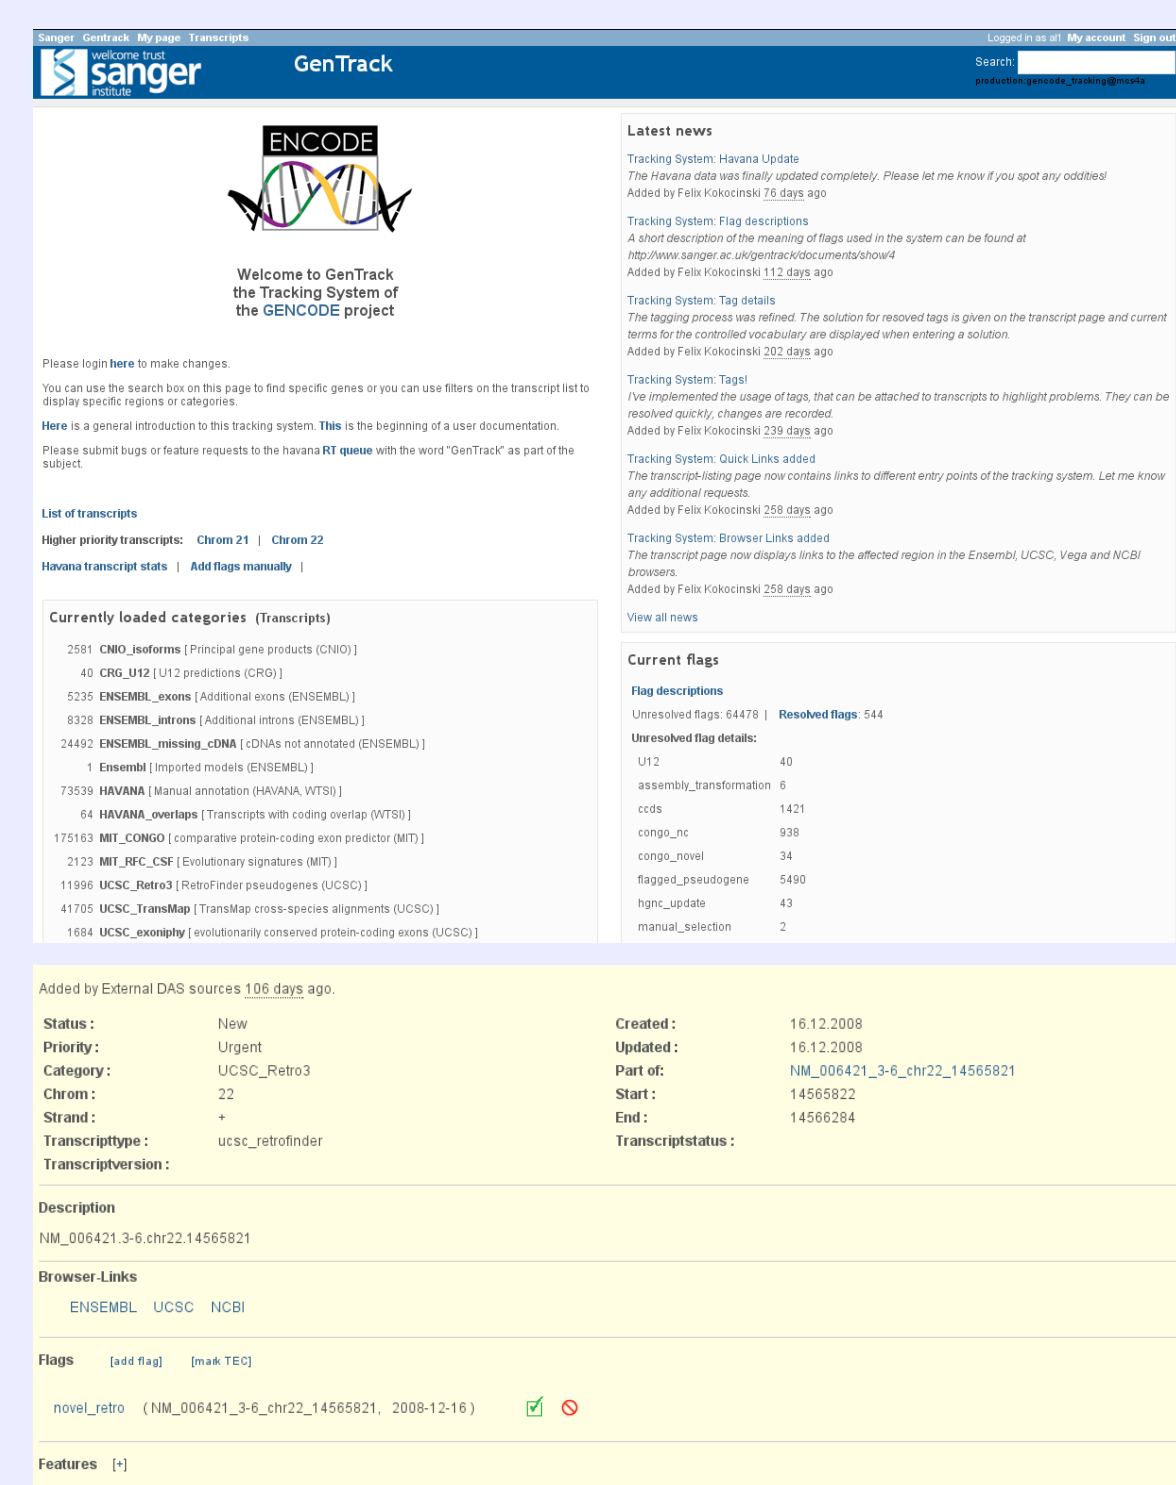 Sanger Gentrack My page Transcripts
Logged in as al1 My account Sign out
wellcome trust
sanger
institute
GenTrack
Search:
production:gencode_tracking@mcs4a
ENCODE
Welcome to GenTrack
the Tracking System of
the GENCODE project
Please login here to make changes.
You can use the search box on this page to find specific genes or you can use filters on the transcript list to
display specific regions or categories.
Here is a general introduction to this tracking system. This is the beginning of a user documentation.
Please submit bugs or feature requests to the havana RT queue with the word "GenTrack" as part of the
subject.
List of transcripts
Higher priority transcripts: Chrom 21 | Chrom 22
Havana transcript stats | Add flags manually |
Currently loaded categories (Transcripts)
2581 CNIO_isoforms [ Principal gene products (CNIO) ]
40 CRG_U12 [ U12 predictions (CRG) ]
5235 ENSEMBL_exons [ Additional exons (ENSEMBL) ]
8328 ENSEMBL_introns [ Additional introns (ENSEMBL) ]
24492 ENSEMBL_missing_cDNA [ cDNAs not annotated (ENSEMBL) ]
1 Ensembl [ Imported models (ENSEMBL) ]
73539 HAVANA [ Manual annotation (HAVANA, WTSI) ]
64 HAVANA_overlaps [ Transcripts with coding overlap (WTSI) ]
175163 MIT_CONGO [ comparative protein-coding exon predictor (MIT) ]
2123 MIT_RFC_CSF [ Evolutionary signatures (MIT) ]
11996 UCSC_Retro3 [ RetroFinder pseudogenes (UCSC) ]
41705 UCSC_TransMap [ TransMap cross-species alignments (UCSC) ]
1684 UCSC_exoniphy [ evolutionarily conserved protein-coding exons (UCSC) ]
Latest news
Tracking System: Havana Update
The Havana data was finally updated completely. Please let me know if you spot any oddities!
Added by Felix Kokocinski 76 days ago
Tracking System: Flag descriptions
A short description of the meaning of flags used in the system can be found at
http://www.sanger.ac.uk/gentrack/documents/show/4
Added by Felix Kokocinski 112 days ago
Tracking System: Tag details
The tagging process was refined. The solution for resoved tags is given on the transcript page and current
terms for the controlled vocabulary are displayed when entering a solution.
Added by Felix Kokocinski 202 days ago
Tracking System: Tags!
I've implemented the usage of tags, that can be attached to transcripts to highlight problems. They can be
resolved quickly, changes are recorded.
Added by Felix Kokocinski 239 days ago
Tracking System: Quick Links added
The transcript-listing page now contains links to different entry points of the tracking system. Let me know
any additional requests.
Added by Felix Kokocinski 258 days ago
Tracking System: Browser Links added
The transcript page now displays links to the affected region in the Ensembl, UCSC, Vega and NCBI
browsers.
Added by Felix Kokocinski 258 days ago
View all news
Current flags
Flag descriptions
Unresolved flags: 64478 | Resolved flags: 544
Unresolved flag details:
U12 40
assembly_transformation 6
ccds 1421
congo_nc 938
congo_novel 34
flagged_pseudogene 5490
hgnc_update 43
manual_selection 2
Added by External DAS sources 106 days ago.
Status : New Created : 16.12.2008
Priority : Urgent Updated : 16.12.2008
Category : UCSC_Retro3 Part of: NM_006421_3-6_chr22_14565821
Chrom : 22 Start : 14565822
Strand : + End : 14566284
Transcripttype : ucsc_retrofinder Transcriptstatus :
Transcriptversion :
Description
NM_006421.3-6.chr22.14565821
Browser-Links
ENSEMBL UCSC NCBI
Flags [add flag] [mark TEC]
novel_retro ( NM_006421_3-6_chr22_14565821, 2008-12-16 )
Features [+]